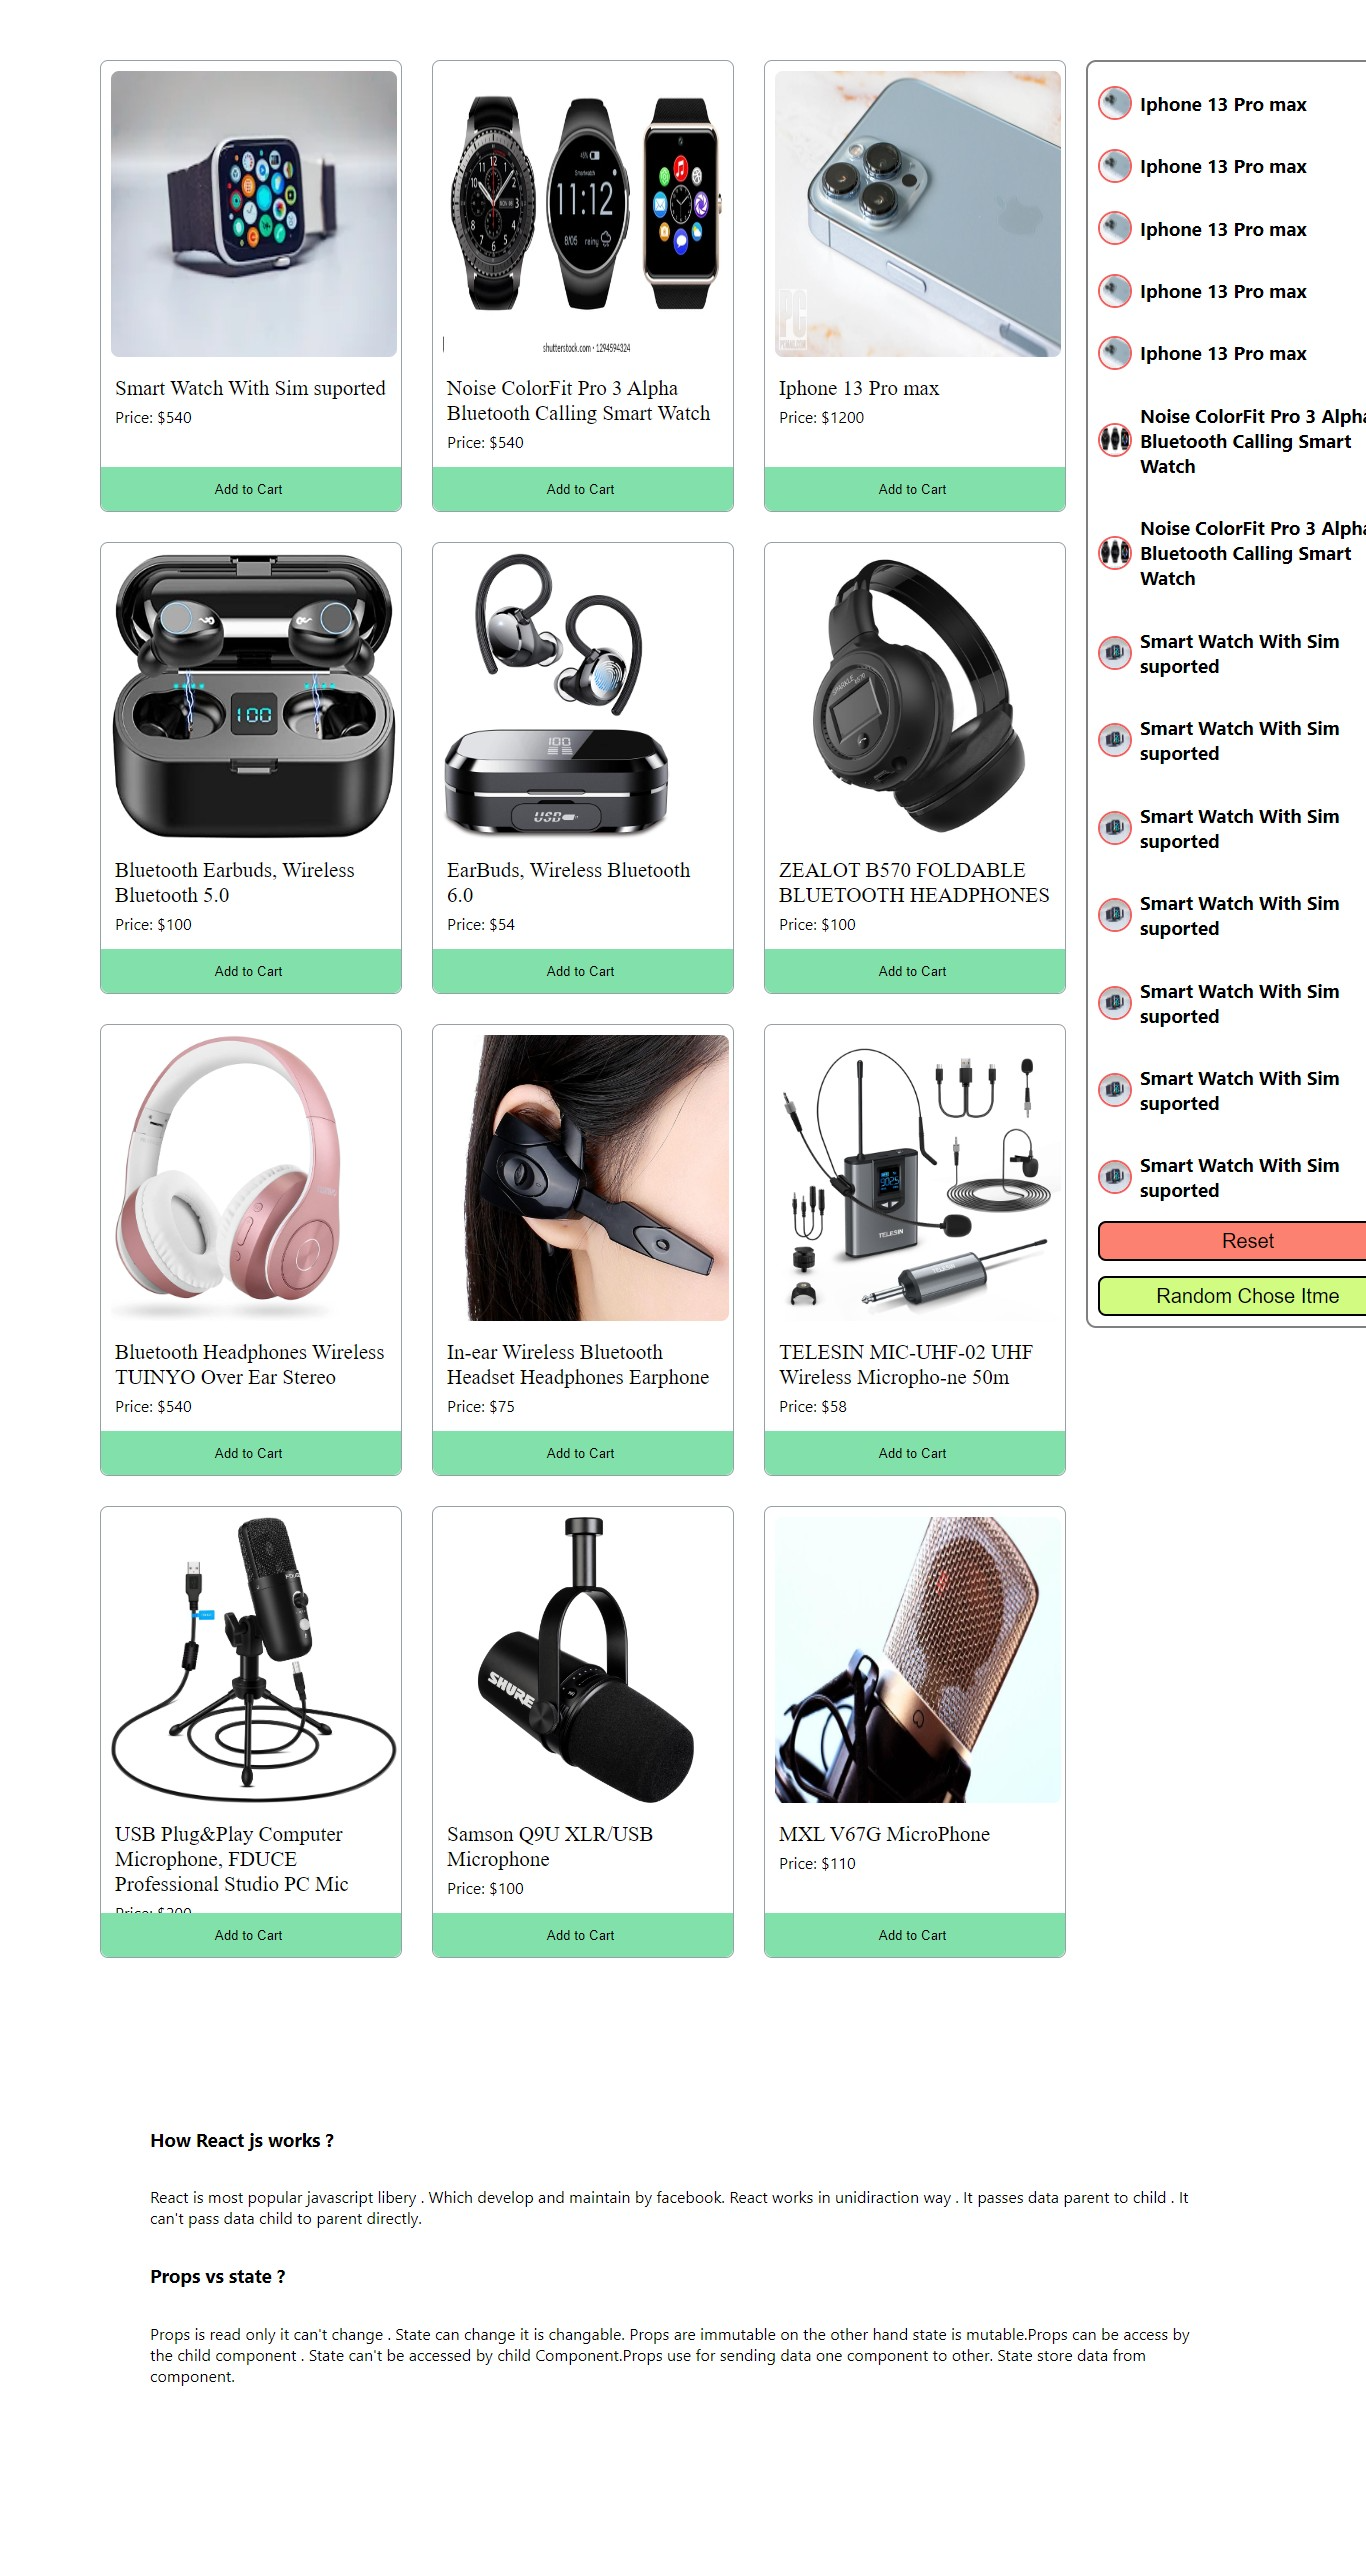 shutterstock.com • 1294594324
Smart Watch With Sim suported
Price: $540
Add to Cart
Noise ColorFit Pro 3 Alpha
Bluetooth Calling Smart Watch
Price: $540
Add to Cart
PC
Iphone 13 Pro max
Price: $1200
Add to Cart
100
Bluetooth Earbuds, Wireless
Bluetooth 5.0
Price: $100
Add to Cart
100
USB
EarBuds, Wireless Bluetooth
6.0
Price: $54
Add to Cart
ZEALOT B570 FOLDABLE
BLUETOOTH HEADPHONES
Price: $100
Add to Cart
Bluetooth Headphones Wireless
TUINYO Over Ear Stereo
Price: $540
Add to Cart
In-ear Wireless Bluetooth
Headset Headphones Earphone
Price: $75
Add to Cart
TELESIN
TELESIN MIC-UHF-02 UHF
Wireless Micropho-ne 50m
Price: $58
Add to Cart
USB Plug&Play Computer
Microphone, FDUCE
Professional Studio PC Mic
Price: $200
Add to Cart
SHURE
Samson Q9U XLR/USB
Microphone
Price: $100
Add to Cart
MXL V67G MicroPhone
Price: $110
Add to Cart
Iphone 13 Pro max
Iphone 13 Pro max
Iphone 13 Pro max
Iphone 13 Pro max
Iphone 13 Pro max
Noise ColorFit Pro 3 Alpha
Bluetooth Calling Smart
Watch
Noise ColorFit Pro 3 Alpha
Bluetooth Calling Smart
Watch
Smart Watch With Sim
suported
Smart Watch With Sim
suported
Smart Watch With Sim
suported
Smart Watch With Sim
suported
Smart Watch With Sim
suported
Smart Watch With Sim
suported
Smart Watch With Sim
suported
Reset
Random Chose Itme
How React js works ?
React is most popular javascript libery . Which develop and maintain by facebook. React works in unidiraction way . It passes data parent to child . It
can't pass data child to parent directly.
Props vs state ?
Props is read only it can't change . State can change it is changable. Props are immutable on the other hand state is mutable.Props can be access by
the child component . State can't be accessed by child Component.Props use for sending data one component to other. State store data from
component.